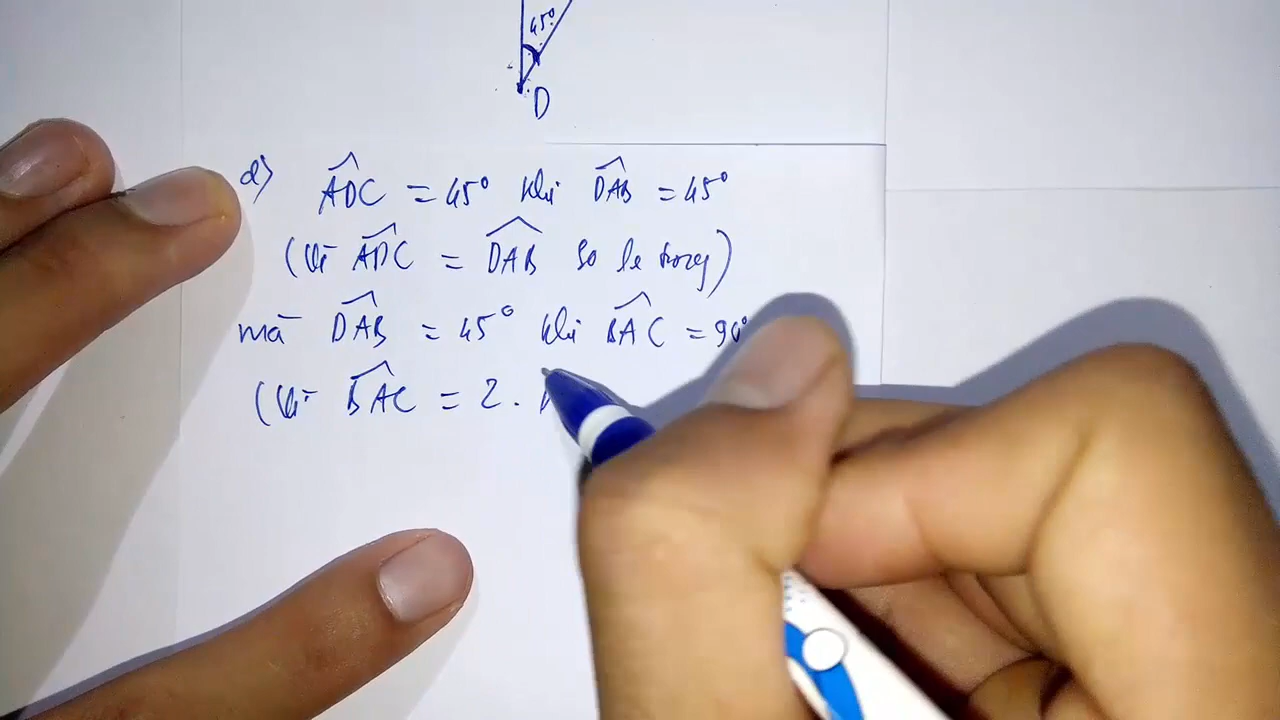 45°
D
d) ADC = 45° khi DAB = 45°
(Vì ADC = DAB so le trong)
mà DAB = 45° khi BAC = 90°
(Vì BAC = 2.